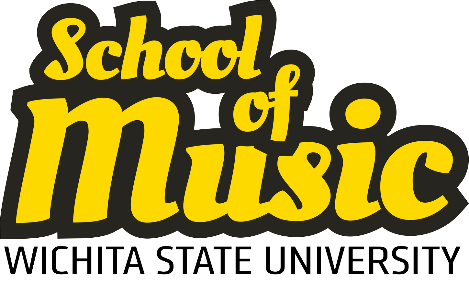 School
of
Music
WICHITA STATE UNIVERSITY